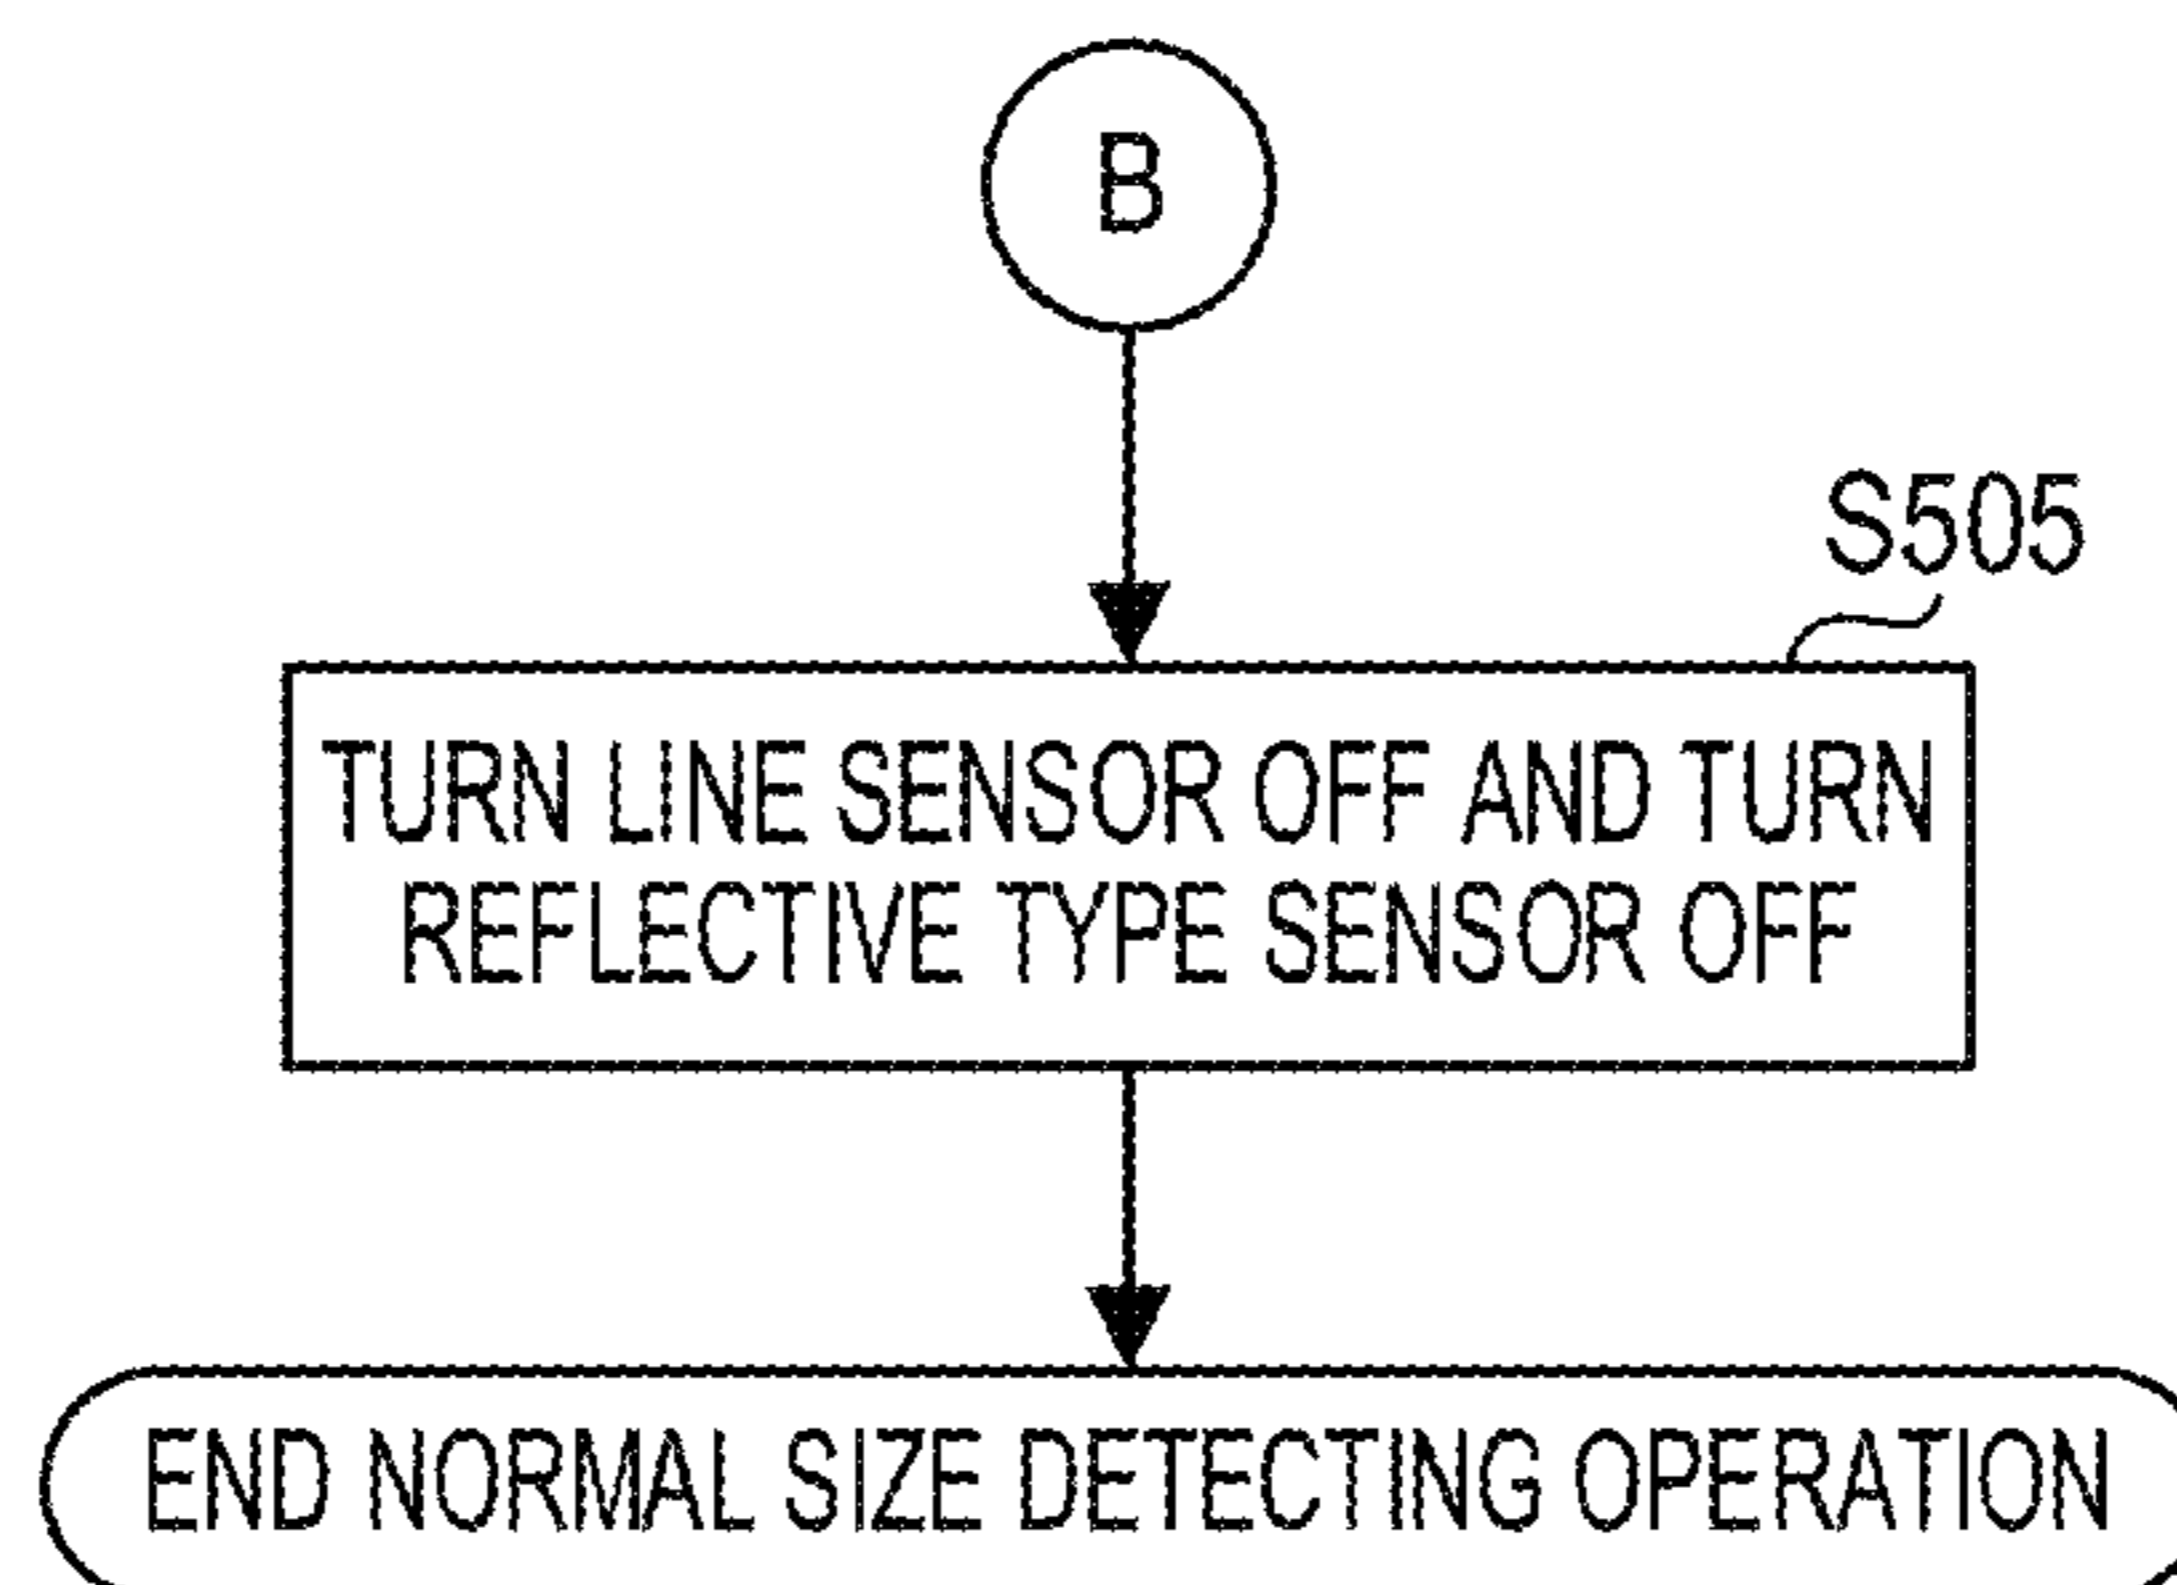 B
S505
TURN LINE SENSOR OFF AND TURN
REFLECTIVE TYPE SENSOR OFF
END NORMAL SIZE DETECTING OPERATION